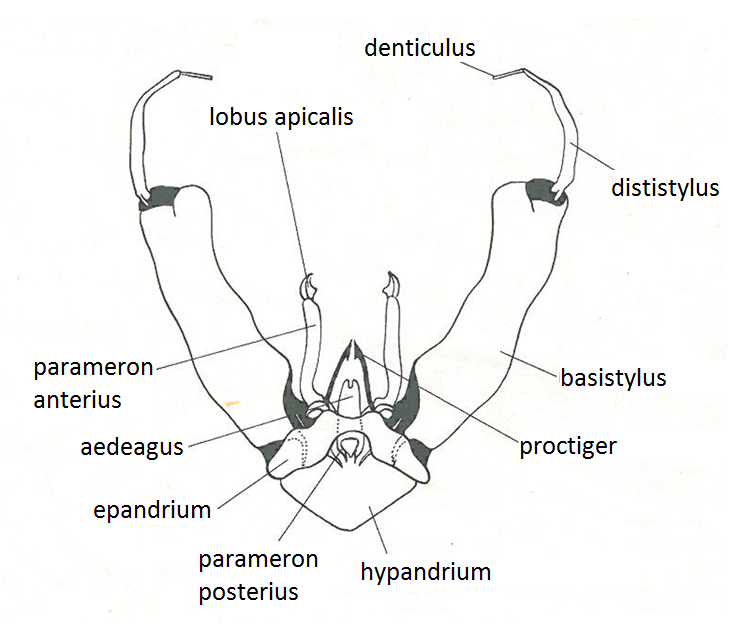 denticulus
lobus apicalis
dististylus
parameron
anterius
basistylus
aedeagus
proctiger
epandrium
parameron
posterius
hypandrium